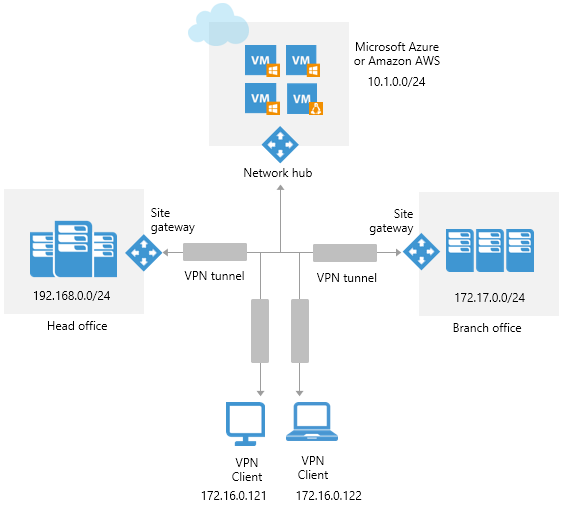 Microsoft Azure
or Amazon AWS
10.1.0.0/24
VM
VM
VM
VM
Network hub
Site
gateway
Site
gateway
VPN tunnel
VPN tunnel
192.168.0.0/24
172.17.0.0/24
Head office
Branch office
VPN
Client
172.16.0.121
VPN
Client
172.16.0.122